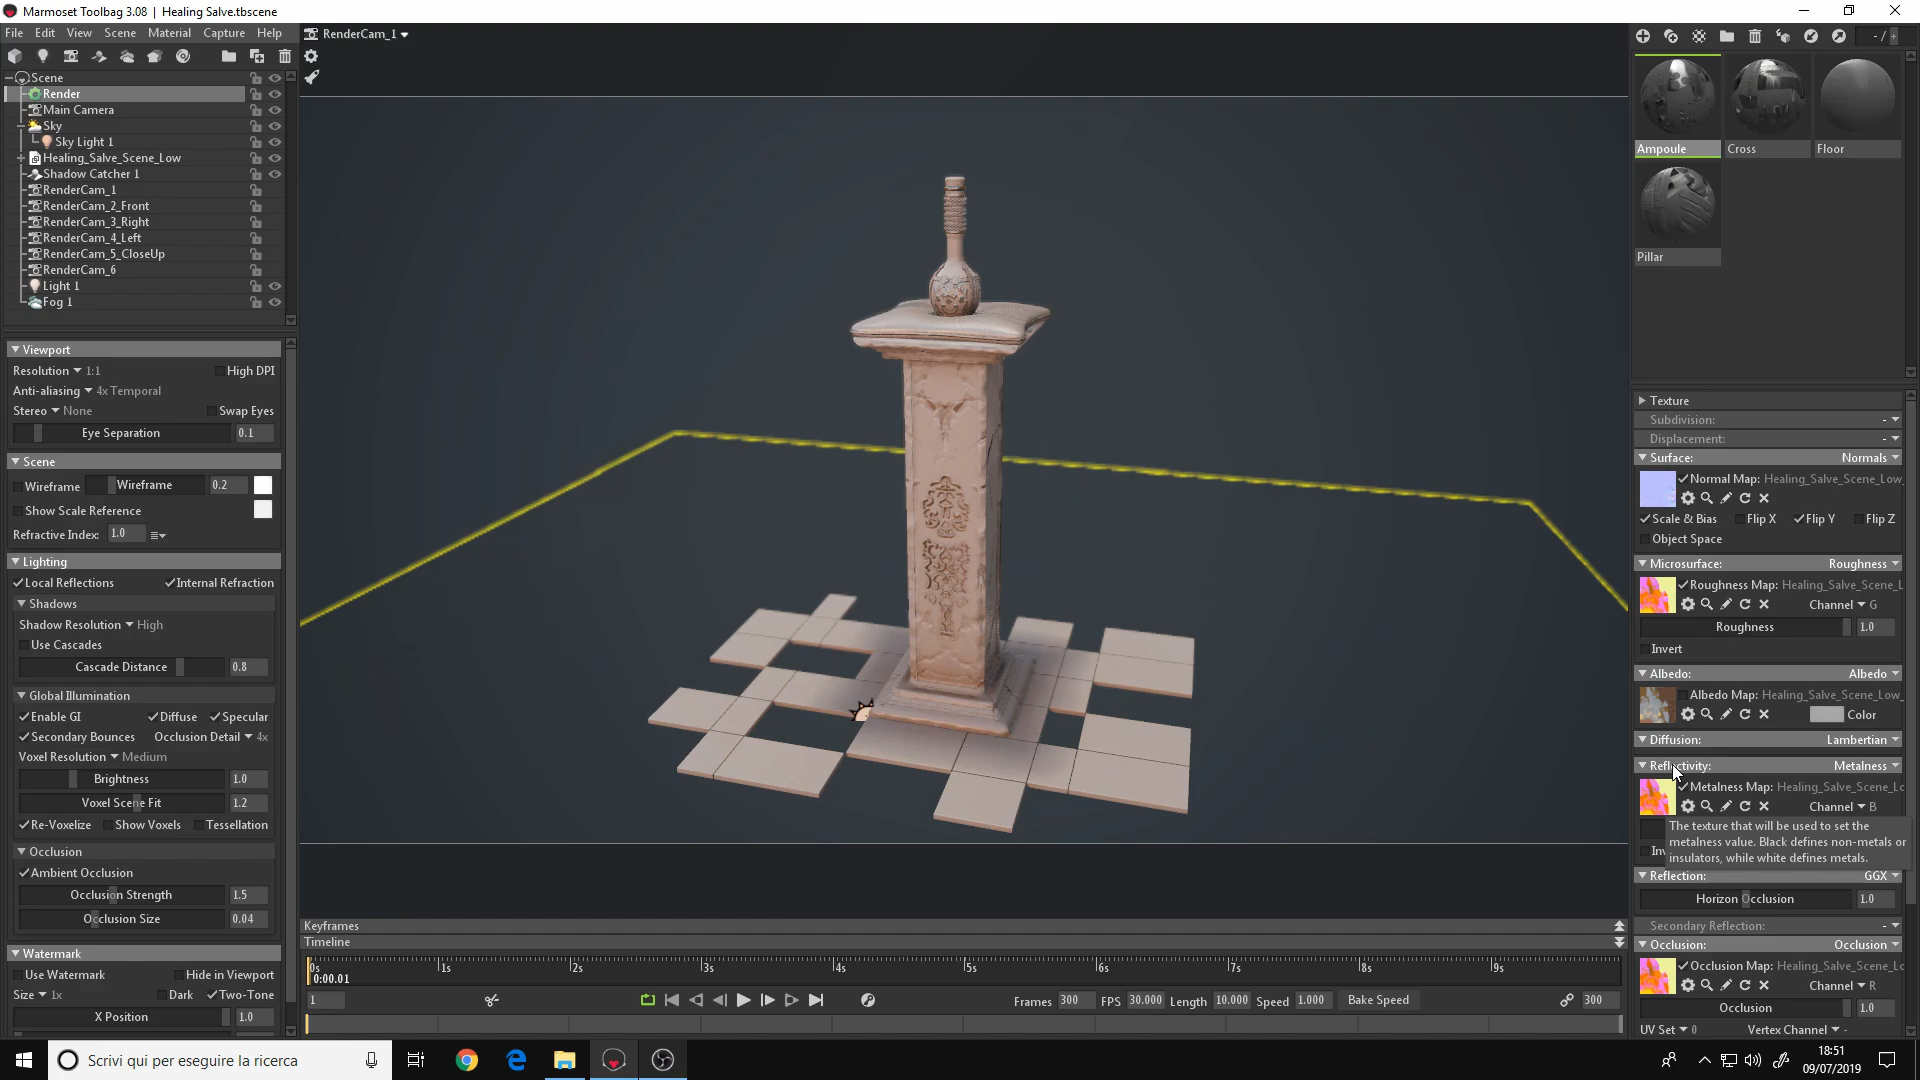 Marmoset Toolbag 3.08 | Healing Salve.tbscene
File Edit View Scene Material Capture Help
RenderCam_1
- /
Scene
Render
Main Camera
Sky
Sky Light 1
Healing_Salve_Scene_Low
Shadow Catcher 1
RenderCam_1
RenderCam_2_Front
RenderCam_3_Right
RenderCam_4_Left
RenderCam_5_CloseUp
RenderCam_6
Light 1
Fog 1
Viewport
Resolution 1:1 High DPI
Anti-aliasing 4x Temporal
Stereo None Swap Eyes
Eye Separation 0.1
Scene
Wireframe Wireframe 0.2
Show Scale Reference
Refractive Index: 1.0
Lighting
Local Reflections Internal Refraction
Shadows
Shadow Resolution High
Use Cascades
Cascade Distance 0.8
Global Illumination
Enable GI Diffuse Specular
Secondary Bounces Occlusion Detail 4x
Voxel Resolution Medium
Brightness 1.0
Voxel Scene Fit 1.2
Re-Voxelize Show Voxels Tessellation
Occlusion
Ambient Occlusion
Occlusion Strength 1.5
Occlusion Size 0.04
Watermark
Use Watermark Hide in Viewport
Size 1x Dark Two-Tone
X Position 1.0
Keyframes
Timeline
0s 1s 2s 3s 4s 5s 6s 7s 8s 9s
0:00.01
1 Frames 300 FPS 30.000 Length 10.000 Speed 1.000 Bake Speed 300
Ampoule Cross Floor
Pillar
Texture
Subdivision: -
Displacement: -
Surface: Normals
Normal Map: Healing_Salve_Scene_Low_
Scale & Bias Flip X Flip Y Flip Z
Object Space
Microsurface: Roughness
Roughness Map: Healing_Salve_Scene_L
Channel G
Roughness 1.0
Invert
Albedo: Albedo
Albedo Map: Healing_Salve_Scene_Low_
Color
Diffusion: Lambertian
Reflectivity: Metalness
Metalness Map: Healing_Salve_Scene_Lo
Channel B
The texture that will be used to set the
metalness value. Black defines non-metals or
Inv
insulators, while white defines metals.
Reflection: GGX
Horizon Occlusion 1.0
Secondary Reflection: -
Occlusion: Occlusion
Occlusion Map: Healing_Salve_Scene_Lo
Channel R
Occlusion 1.0
UV Set 0 Vertex Channel -
Scrivi qui per eseguire la ricerca
18:51
09/07/2019